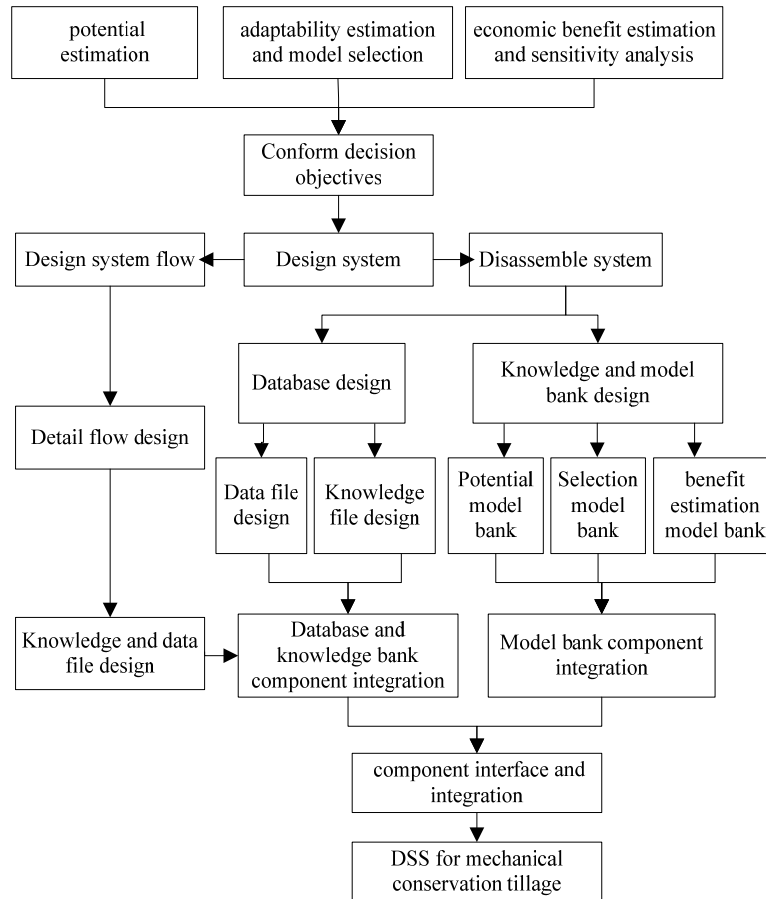 potential
estimation
adaptability estimation
and model selection
economic benefit estimation
and sensitivity analysis
Conform decision
objectives
Design system flow
Design system
Disassemble system
Database design
Knowledge and model
bank design
Detail flow design
Data file
design
Knowledge
file design
Potential
model
bank
Selection
model
bank
benefit
estimation
model bank
Knowledge and data
file design
Database and
knowledge bank
component integration
Model bank component
integration
component interface and
integration
DSS for mechanical
conservation tillage